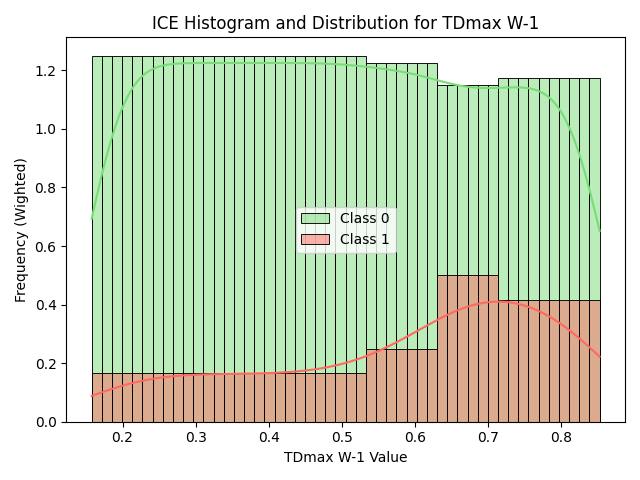 ICE Histogram and Distribution for TDmax W-1
1.2
1.0
0.8
0.6
0.4
0.2
0.0
Frequency (Wighted)
Class 0
Class 1
0.2 0.3 0.4 0.5 0.6 0.7 0.8
TDmax W-1 Value